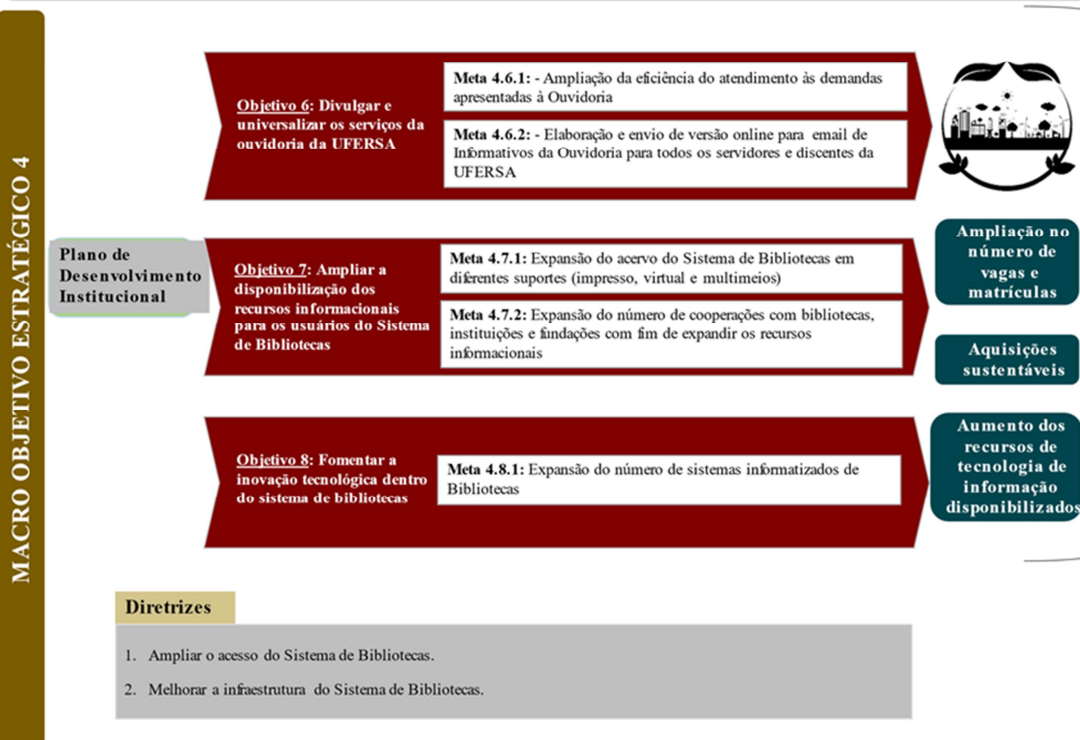 MACRO OBJETIVO ESTRATÉGICO 4
Plano de
Desenvolvimento
Institucional
Objetivo 6: Divulgar e
universalizar os serviços da
ouvidoria da UFERSA
Meta 4.6.1: - Ampliação da eficiência do atendimento às demandas
apresentadas à Ouvidoria
Meta 4.6.2: - Elaboração e envio de versão online para email de
Informativos da Ouvidoria para todos os servidores e discentes da
UFERSA
Objetivo 7: Ampliar a
disponibilização dos
recursos informacionais
para os usuários do Sistema
de Bibliotecas
Meta 4.7.1: Expansão do acervo do Sistema de Bibliotecas em
diferentes suportes (impresso, virtual e multimeios)
Meta 4.7.2: Expansão do número de cooperações com bibliotecas,
instituições e fundações com fim de expandir os recursos
informacionais
Objetivo 8: Fomentar a
inovação tecnológica dentro
do sistema de bibliotecas
Meta 4.8.1: Expansão do número de sistemas informatizados de
Bibliotecas
Ampliação no
número de
vagas e
matrículas
Aquisições
sustentáveis
Aumento dos
recursos de
tecnologia de
informação
disponibilizados
Diretrizes
1. Ampliar o acesso do Sistema de Bibliotecas.
2. Melhorar a infraestrutura do Sistema de Bibliotecas.